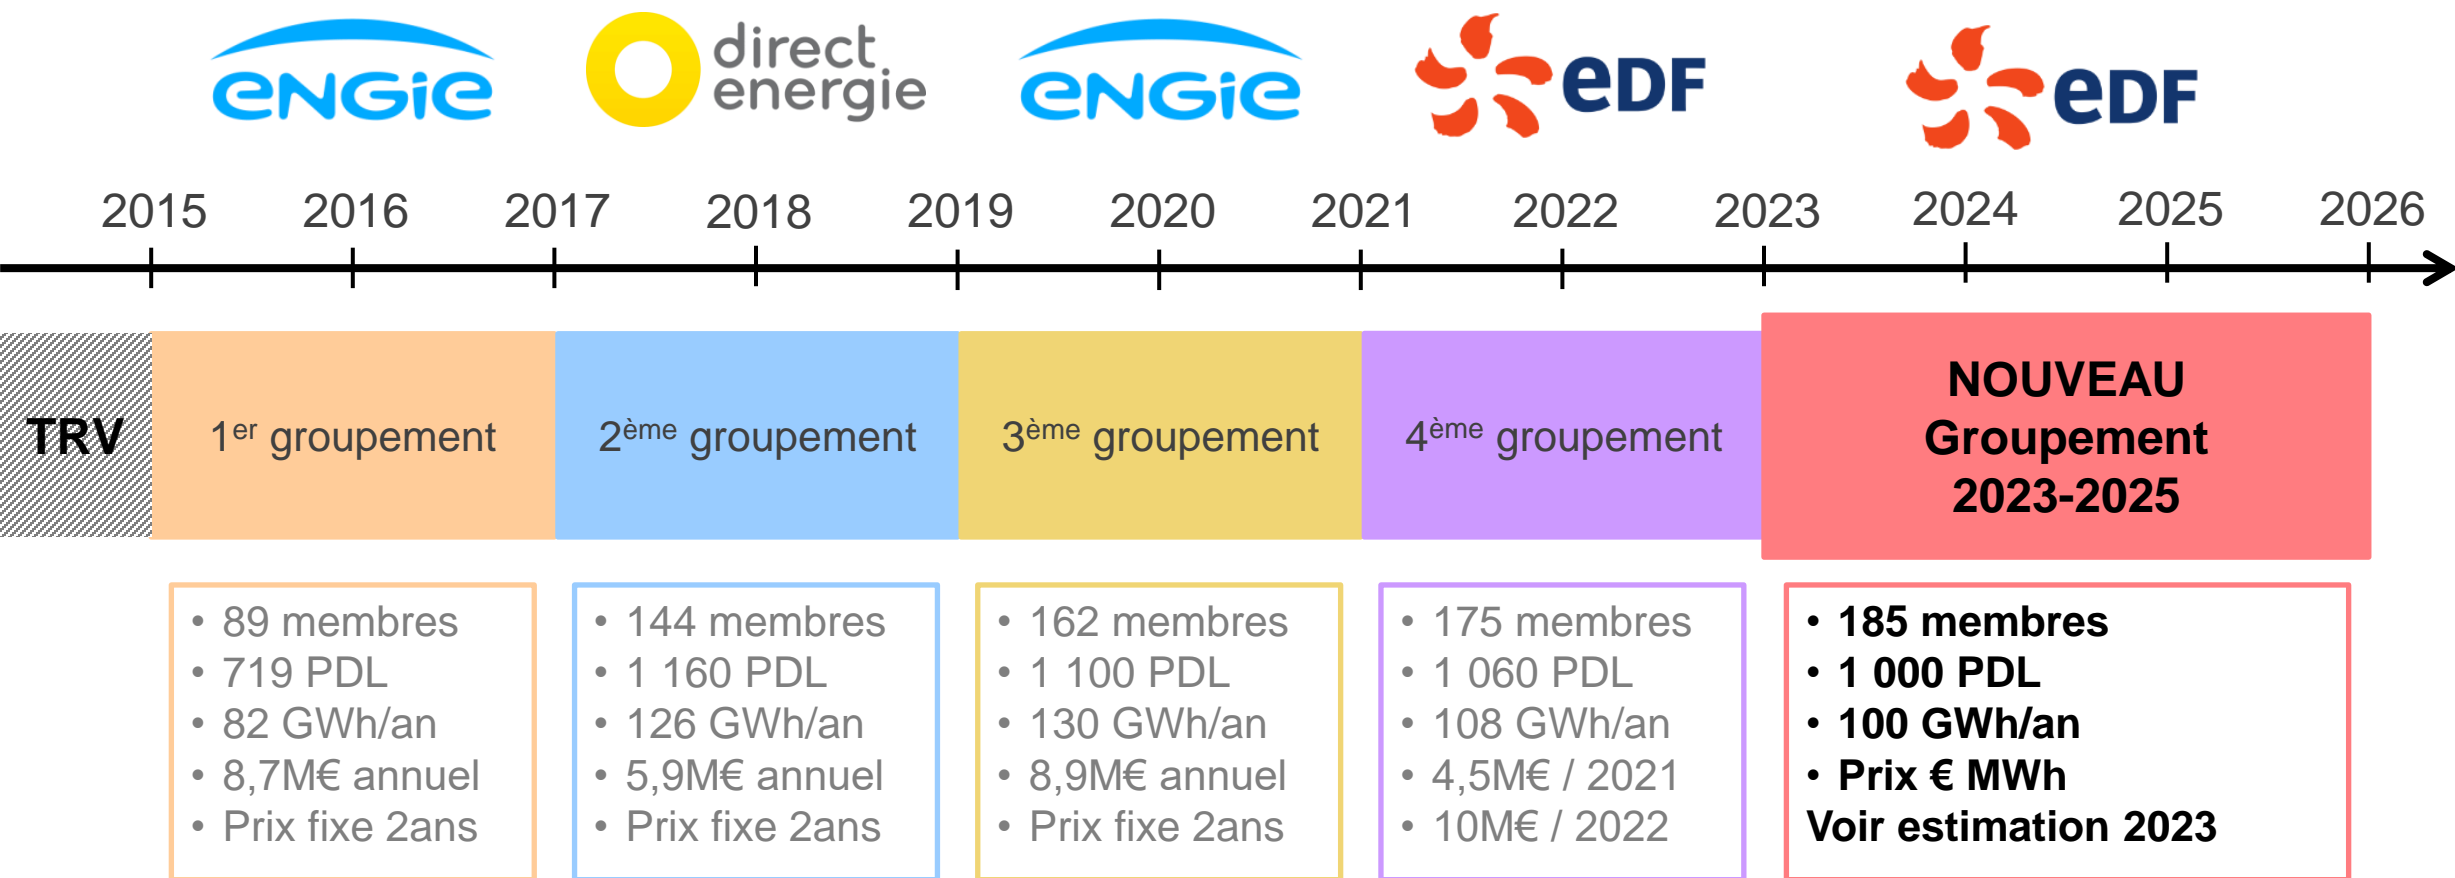 ENGIE
direct
energie
ENGIE
eDF
eDF
2015 2016 2017 2018 2019 2020 2021 2022 2023 2024 2025 2026
TRV
1er groupement
2ème groupement
3ème groupement
4ème groupement
NOUVEAU
Groupement
2023-2025
• 89 membres
• 719 PDL
• 82 GWh/an
• 8,7M€ annuel
• Prix fixe 2ans
• 144 membres
• 1 160 PDL
• 126 GWh/an
• 5,9M€ annuel
• Prix fixe 2ans
• 162 membres
• 1 100 PDL
• 130 GWh/an
• 8,9M€ annuel
• Prix fixe 2ans
• 175 membres
• 1 060 PDL
• 108 GWh/an
• 4,5M€ / 2021
• 10M€ / 2022
• 185 membres
• 1 000 PDL
• 100 GWh/an
• Prix € MWh
Voir estimation 2023